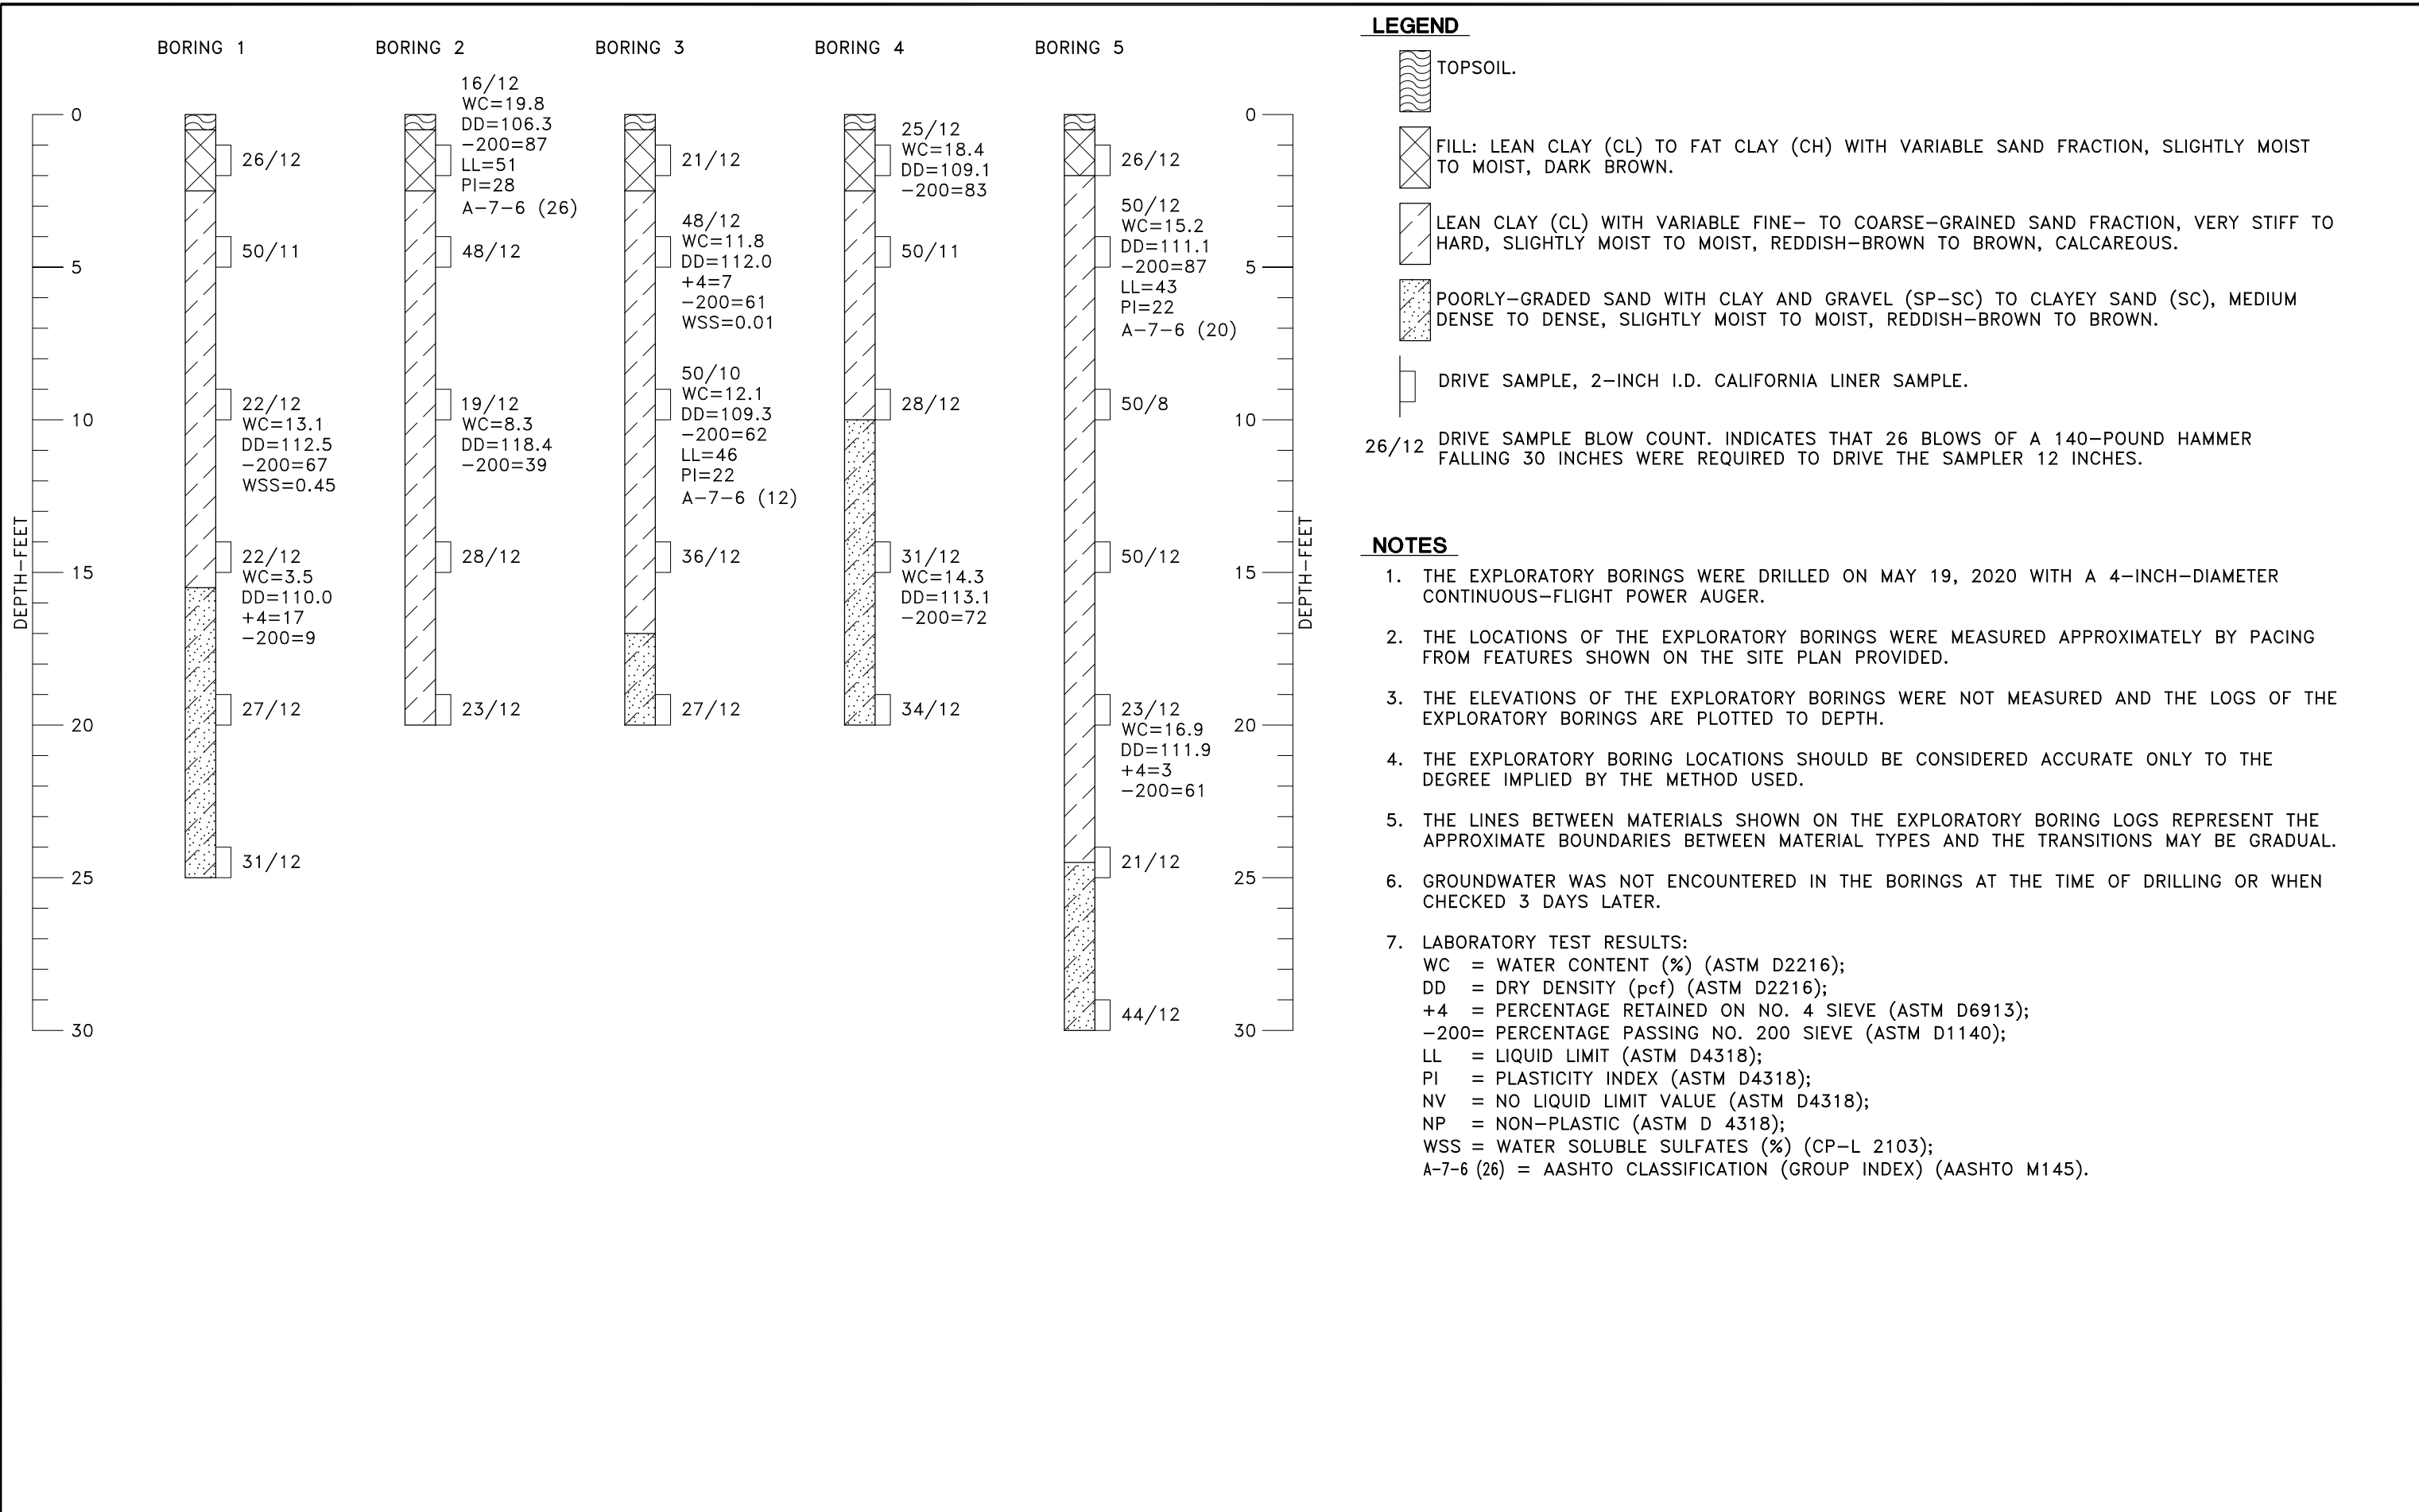 BORING 1
BORING 2
BORING 3
BORING 4
BORING 5
DEPTH-FEET
0
5
10
15
20
25
30
26/12
50/11
22/12
WC=13.1
DD=112.5
-200=67
WSS=0.45
22/12
WC=3.5
DD=110.0
+4=17
-200=9
27/12
31/12
16/12
WC=19.8
DD=106.3
-200=87
LL=51
PI=28
A-7-6 (26)
48/12
19/12
WC=8.3
DD=118.4
-200=39
28/12
23/12
21/12
48/12
WC=11.8
DD=112.0
+4=7
-200=61
WSS=0.01
50/10
WC=12.1
DD=109.3
-200=62
LL=46
PI=22
A-7-6 (12)
36/12
27/12
25/12
WC=18.4
DD=109.1
-200=83
50/11
28/12
31/12
WC=14.3
DD=113.1
-200=72
34/12
26/12
50/12
WC=15.2
DD=111.1
-200=87
LL=43
PI=22
A-7-6 (20)
50/8
50/12
23/12
WC=16.9
DD=111.9
+4=3
-200=61
21/12
44/12
0
5
10
15
20
25
30
DEPTH-FEET
LEGEND
TOPSOIL.
FILL: LEAN CLAY (CL) TO FAT CLAY (CH) WITH VARIABLE SAND FRACTION, SLIGHTLY MOIST
TO MOIST, DARK BROWN.
LEAN CLAY (CL) WITH VARIABLE FINE- TO COARSE-GRAINED SAND FRACTION, VERY STIFF TO
HARD, SLIGHTLY MOIST TO MOIST, REDDISH-BROWN TO BROWN, CALCAREOUS.
POORLY-GRADED SAND WITH CLAY AND GRAVEL (SP-SC) TO CLAYEY SAND (SC), MEDIUM
DENSE TO DENSE, SLIGHTLY MOIST TO MOIST, REDDISH-BROWN TO BROWN.
DRIVE SAMPLE, 2-INCH I.D. CALIFORNIA LINER SAMPLE.
26/12 DRIVE SAMPLE BLOW COUNT. INDICATES THAT 26 BLOWS OF A 140-POUND HAMMER
FALLING 30 INCHES WERE REQUIRED TO DRIVE THE SAMPLER 12 INCHES.
NOTES
1. THE EXPLORATORY BORINGS WERE DRILLED ON MAY 19, 2020 WITH A 4-INCH-DIAMETER
CONTINUOUS-FLIGHT POWER AUGER.
2. THE LOCATIONS OF THE EXPLORATORY BORINGS WERE MEASURED APPROXIMATELY BY PACING
FROM FEATURES SHOWN ON THE SITE PLAN PROVIDED.
3. THE ELEVATIONS OF THE EXPLORATORY BORINGS WERE NOT MEASURED AND THE LOGS OF THE
EXPLORATORY BORINGS ARE PLOTTED TO DEPTH.
4. THE EXPLORATORY BORING LOCATIONS SHOULD BE CONSIDERED ACCURATE ONLY TO THE
DEGREE IMPLIED BY THE METHOD USED.
5. THE LINES BETWEEN MATERIALS SHOWN ON THE EXPLORATORY BORING LOGS REPRESENT THE
APPROXIMATE BOUNDARIES BETWEEN MATERIAL TYPES AND THE TRANSITIONS MAY BE GRADUAL.
6. GROUNDWATER WAS NOT ENCOUNTERED IN THE BORINGS AT THE TIME OF DRILLING OR WHEN
CHECKED 3 DAYS LATER.
7. LABORATORY TEST RESULTS:
WC = WATER CONTENT (%) (ASTM D2216);
DD = DRY DENSITY (pcf) (ASTM D2216);
+4 = PERCENTAGE RETAINED ON NO. 4 SIEVE (ASTM D6913);
-200= PERCENTAGE PASSING NO. 200 SIEVE (ASTM D1140);
LL = LIQUID LIMIT (ASTM D4318);
PI = PLASTICITY INDEX (ASTM D4318);
NV = NO LIQUID LIMIT VALUE (ASTM D4318);
NP = NON-PLASTIC (ASTM D 4318);
WSS = WATER SOLUBLE SULFATES (%) (CP-L 2103);
A-7-6 (26) = AASHTO CLASSIFICATION (GROUP INDEX) (AASHTO M145).